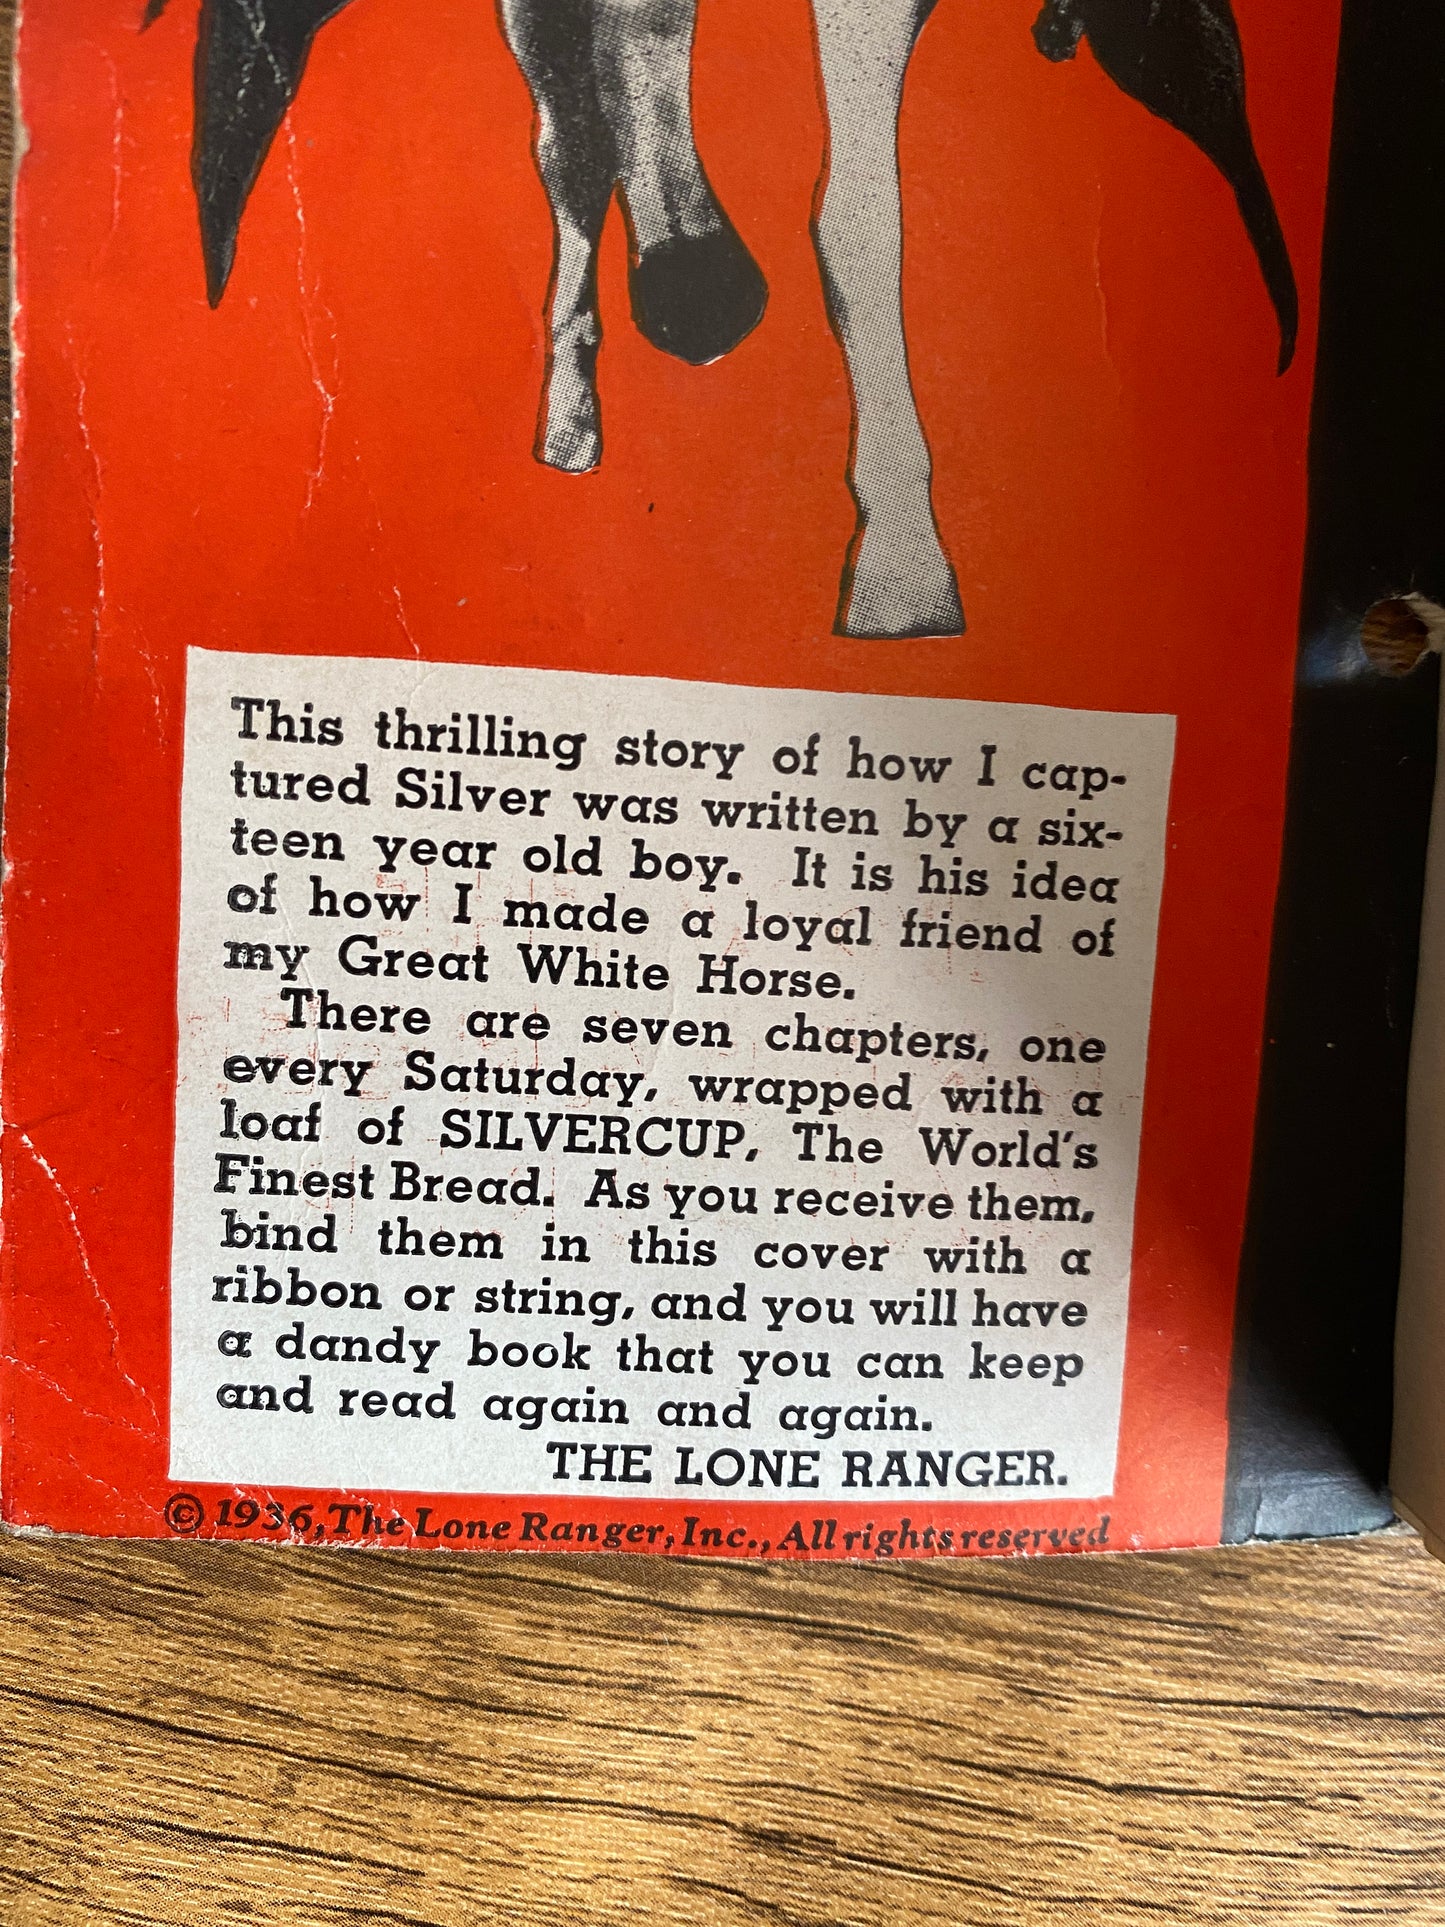 This thrilling story of how I cap-
tured Silver was written by a six-
teen year old boy. It is his idea
of how I made a loyal friend of
my Great White Horse.
There are seven chapters, one
every Saturday, wrapped with a
loaf of SILVERCUP, The World's
Finest Bread. As you receive them,
bind them in this cover with a
ribbon or string, and you will have
a dandy book that you can keep
and read again and again.
THE LONE RANGER.
© 1936, The Lone Ranger, Inc., All rights reserved